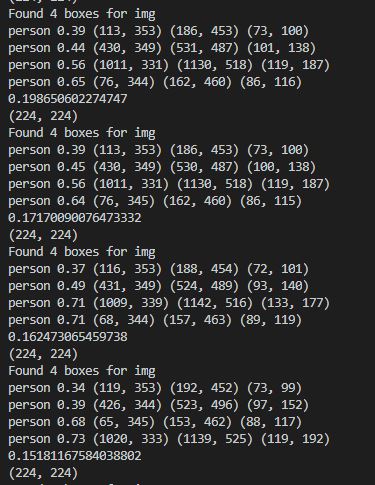 (224, 224)
Found 4 boxes for img
person 0.39 (113, 353) (186, 453) (73, 100)
person 0.44 (430, 349) (531, 487) (101, 138)
person 0.56 (1011, 331) (1130, 518) (119, 187)
person 0.65 (76, 344) (162, 460) (86, 116)
0.198650602274747
(224, 224)
Found 4 boxes for img
person 0.39 (113, 353) (186, 453) (73, 100)
person 0.45 (430, 349) (530, 487) (100, 138)
person 0.56 (1011, 331) (1130, 518) (119, 187)
person 0.64 (76, 345) (162, 460) (86, 115)
0.17170090076473332
(224, 224)
Found 4 boxes for img
person 0.37 (116, 353) (188, 454) (72, 101)
person 0.49 (431, 349) (524, 489) (93, 140)
person 0.71 (1009, 339) (1142, 516) (133, 177)
person 0.71 (68, 344) (157, 463) (89, 119)
0.162473065459738
(224, 224)
Found 4 boxes for img
person 0.34 (119, 353) (192, 452) (73, 99)
person 0.39 (426, 344) (523, 496) (97, 152)
person 0.68 (65, 345) (153, 462) (88, 117)
person 0.73 (1020, 333) (1139, 525) (119, 192)
0.15181167584038802
(224, 224)